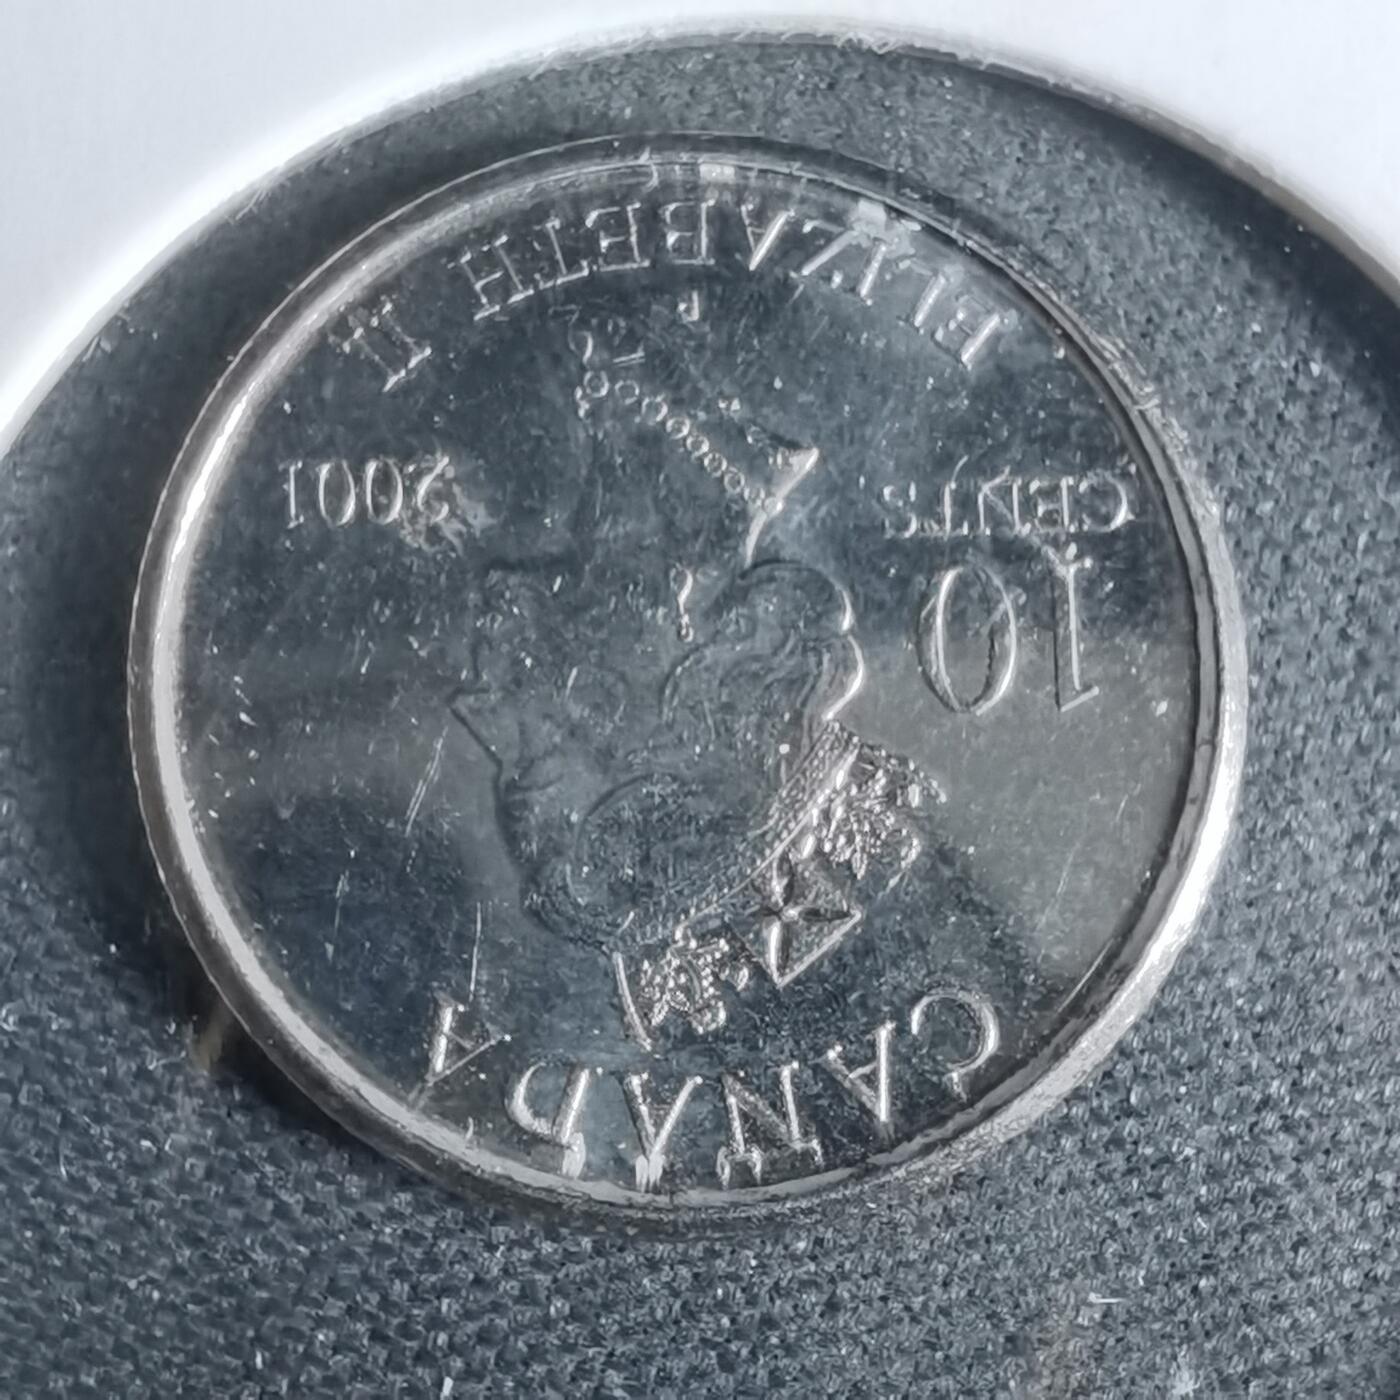 CANADA
10
CENTS
2001
P
ELIZABETH II